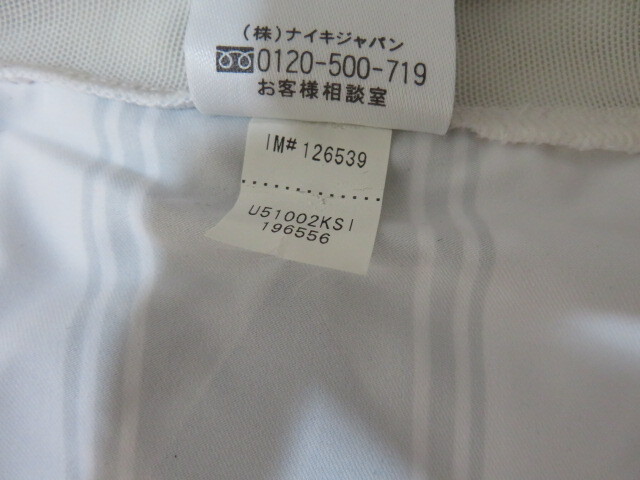 (株)ナイキジャパン
0120-500-719
お客様相談室
IM# 126539
U51002KSI
196556